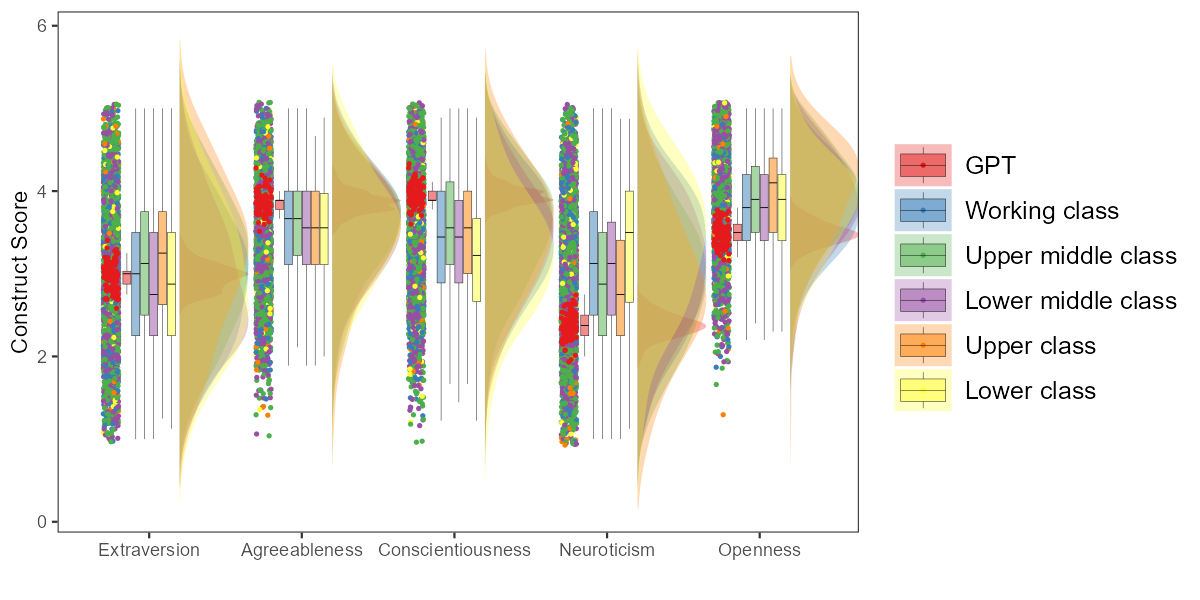 6
4
2
0
Construct Score
Extraversion
Agreeableness
Conscientiousness
Neuroticism
Openness
GPT
Working class
Upper middle class
Lower middle class
Upper class
Lower class